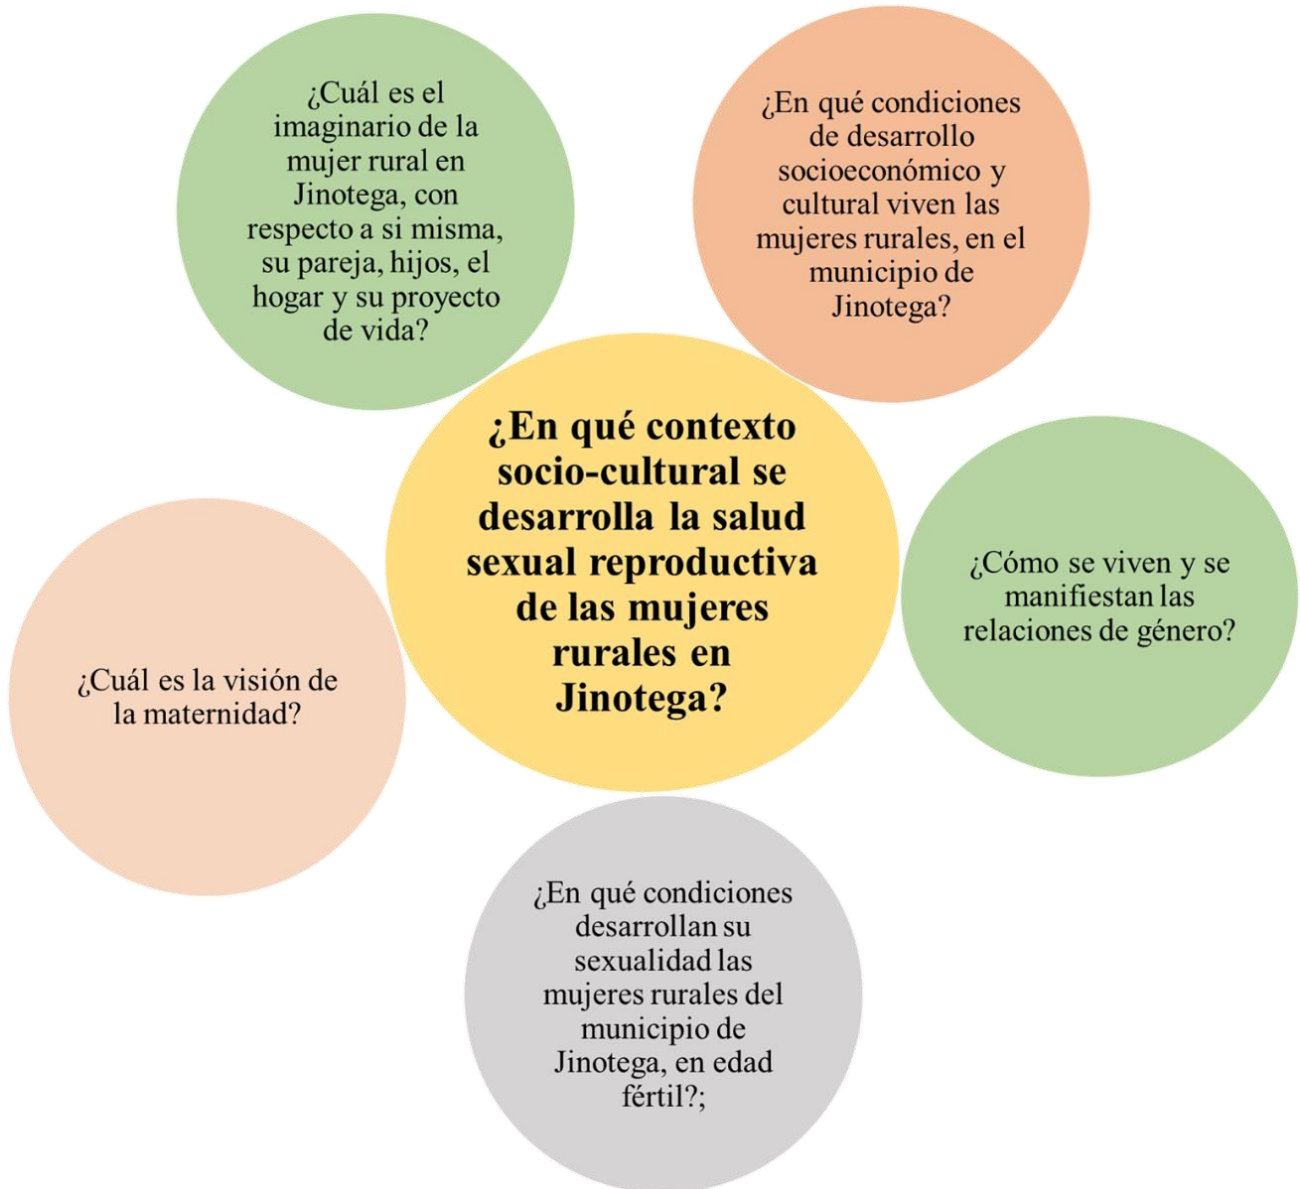 ¿Cuál es el
imaginario de la
mujer rural en
Jinotega, con
respecto a si misma,
su pareja, hijos, el
hogar y su proyecto
de vida?
¿En qué condiciones
de desarrollo
socioeconómico y
cultural viven las
mujeres rurales, en el
municipio de
Jinotega?
¿En qué contexto
socio-cultural se
desarrolla la salud
sexual reproductiva
de las mujeres
rurales en
Jinotega?
¿Cómo se viven y se
manifiestan las
relaciones de género?
¿Cuál es la visión de
la maternidad?
¿En qué condiciones
desarrollan su
sexualidad las
mujeres rurales del
municipio de
Jinotega, en edad
fértil?;